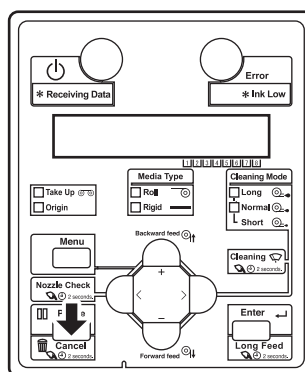 Error
* Receiving Data
* Ink Low
1 2 3 4 5 6 7 8
Media Type
Cleaning Mode
Take Up
Roll
Long
Origin
Rigid
Normal
Short
Menu
Backward feed
+
Cleaning
2 seconds.
Nozzle Check
2 seconds.
< >
Enter
−
Cancel
2 seconds.
Forward feed
Long Feed
2 seconds.